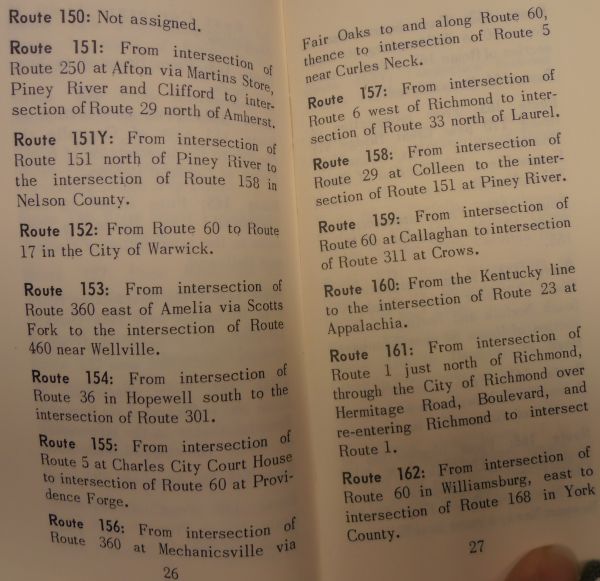 Route 150: Not assigned.
Route 151: From intersection of
Route 250 at Afton via Martins Store,
Piney River and Clifford to inter-
section of Route 29 north of Amherst.
Route 151Y: From intersection of
Route 151 north of Piney River to
the intersection of Route 158 in
Nelson County.
Route 152: From Route 60 to Route
17 in the City of Warwick.
Route 153: From intersection of
Route 360 east of Amelia via Scotts
Fork to the intersection of Route
460 near Wellville.
Route 154: From intersection of
Route 36 in Hopewell south to the
intersection of Route 301.
Route 155: From intersection of
Route 5 at Charles City Court House
to intersection of Route 60 at Provi-
dence Forge.
Route 156: From intersection of
Route 360 at Mechanicsville via
26
Fair Oaks to and along Route 60,
thence to intersection of Route 5
near Curles Neck.
Route 157: From intersection of
Route 6 west of Richmond to inter-
section of Route 33 north of Laurel.
Route 158: From intersection of
Route 29 at Colleen to the inter-
section of Route 151 at Piney River.
Route 159: From intersection of
Route 60 at Callaghan to intersection
of Route 311 at Crows.
Route 160: From the Kentucky line
to the intersection of Route 23 at
Appalachia.
Route 161: From intersection of
Route 1 just north of Richmond,
through the City of Richmond over
Hermitage Road, Boulevard, and
re-entering Richmond to intersect
Route 1.
Route 162: From intersection of
Route 60 in Williamsburg, east to
intersection of Route 168 in York
County.
27